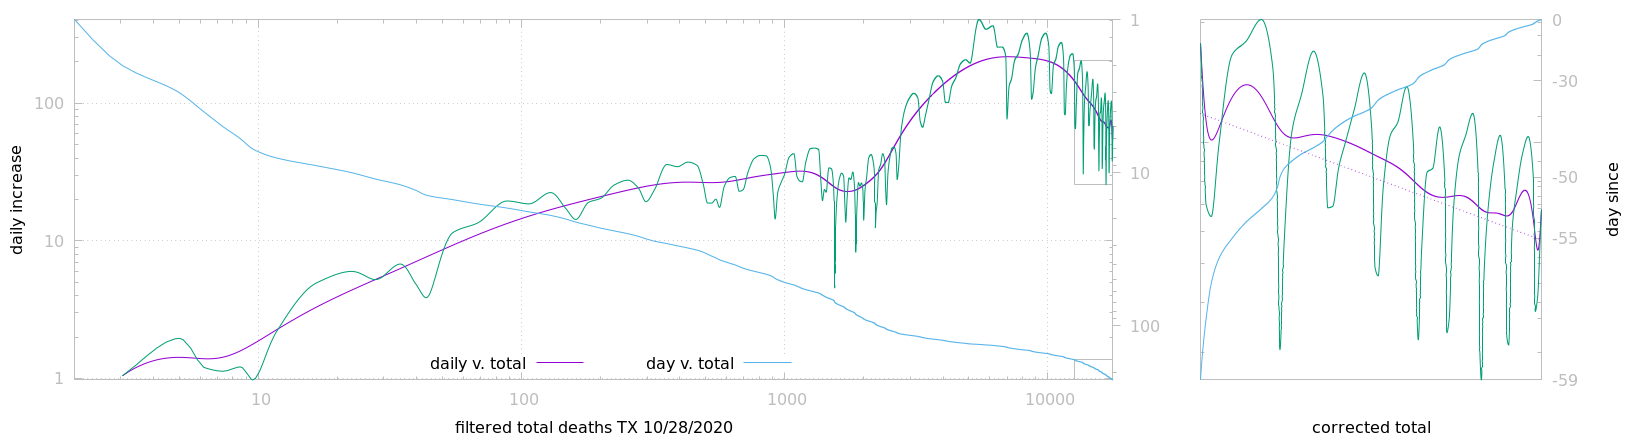 1
0
100
-30
10
-50
10
-55
100
1
-59
daily increase
day since
daily v. total
day v. total
10
100
1000
10000
filtered total deaths TX 10/28/2020
corrected total